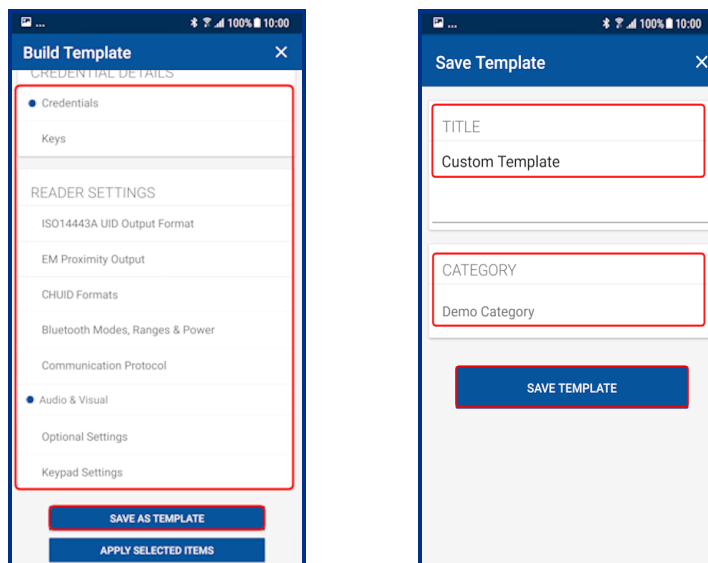 ... 100% 10:00
Build Template
CREDENTIAL DETAILS
Credentials
Keys
READER SETTINGS
ISO14443A UID Output Format
EM Proximity Output
CHUID Formats
Bluetooth Modes, Ranges & Power
Communication Protocol
Audio & Visual
Optional Settings
Keypad Settings
SAVE AS TEMPLATE
APPLY SELECTED ITEMS
... 100% 10:00
Save Template
TITLE
Custom Template
CATEGORY
Demo Category
SAVE TEMPLATE